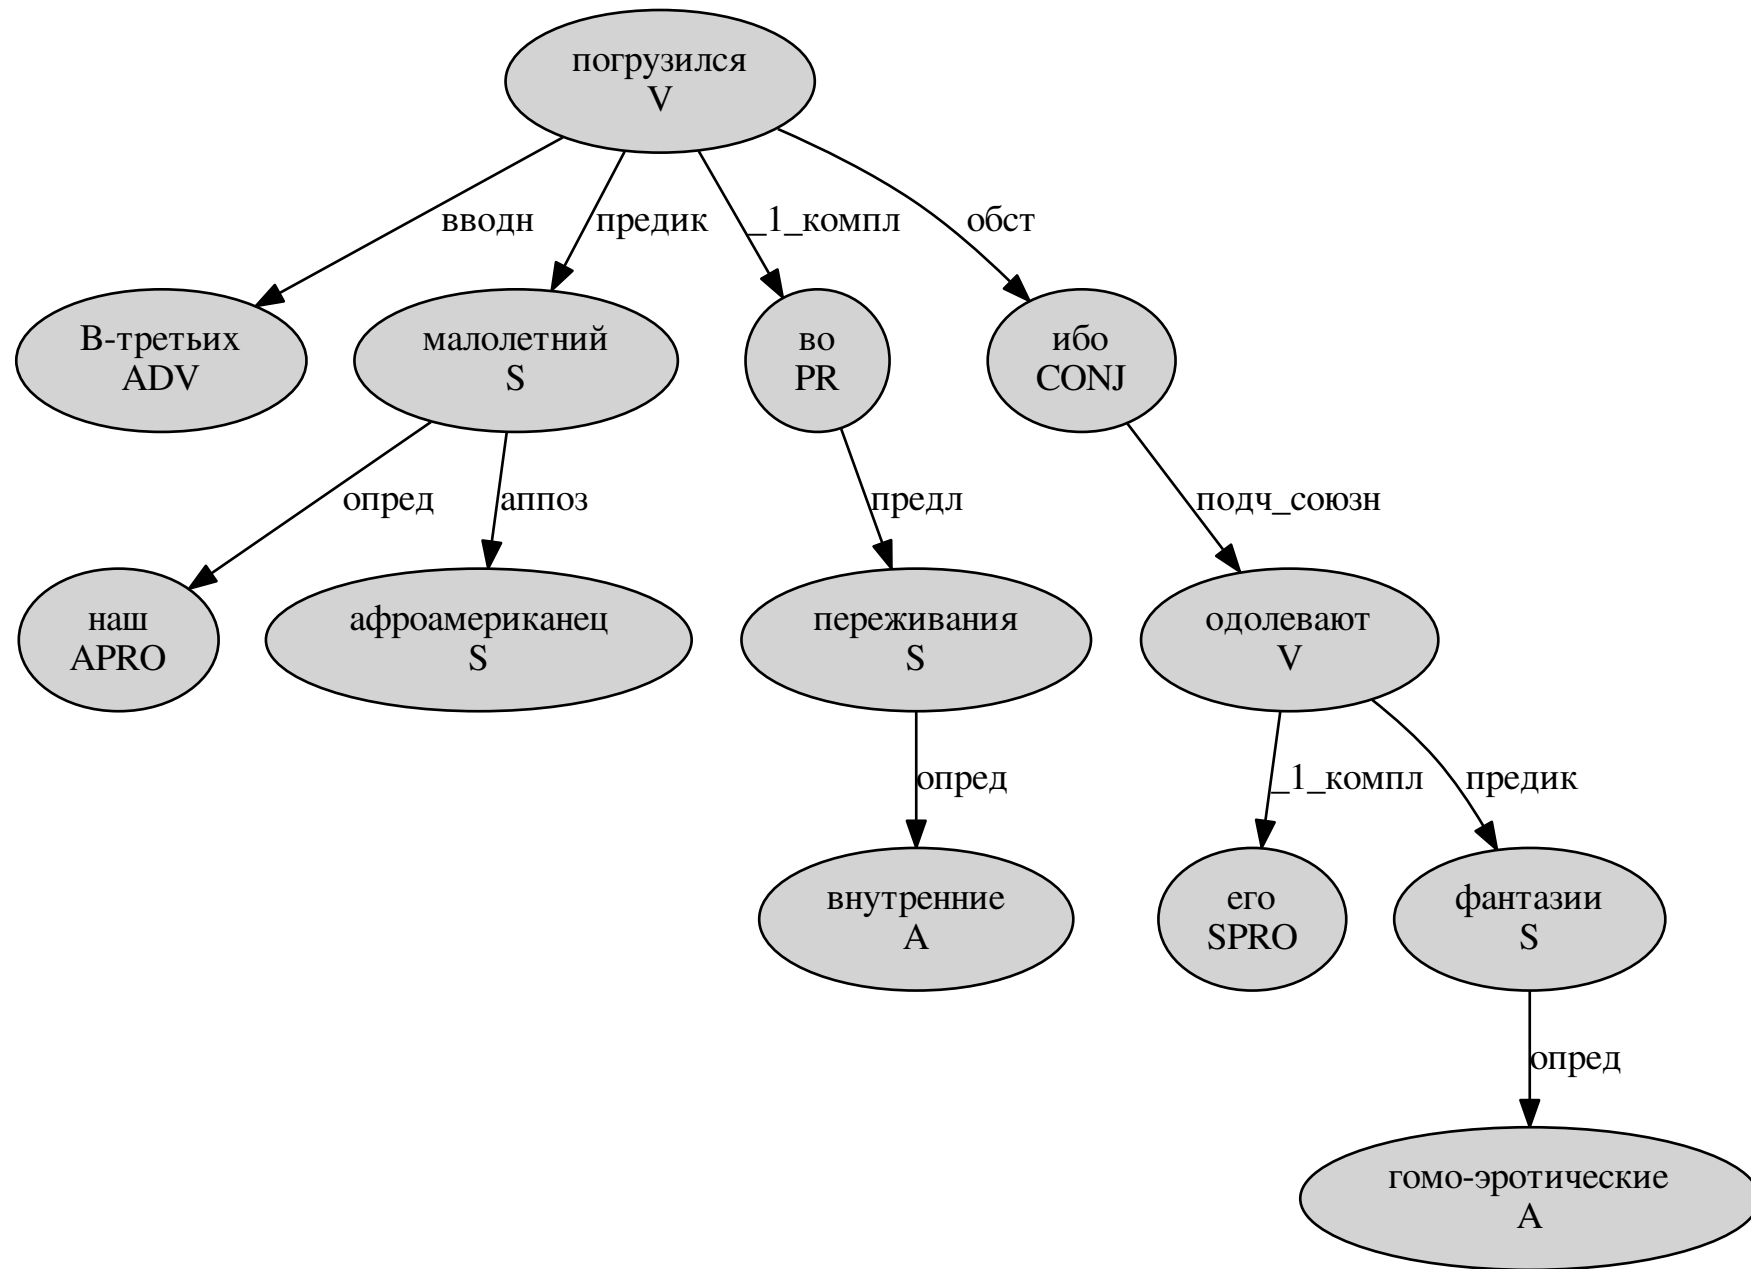 погрузился
V
вводн
предик
_1_компл
обст
В-третьих
ADV
малолетний
S
во
PR
ибо
CONJ
опред
аппоз
предл
подч_союзн
наш
APRO
афроамериканец
S
переживания
S
одолевают
V
опред
_1_компл
предик
внутренние
A
его
SPRO
фантазии
S
опред
гомо-эротические
A